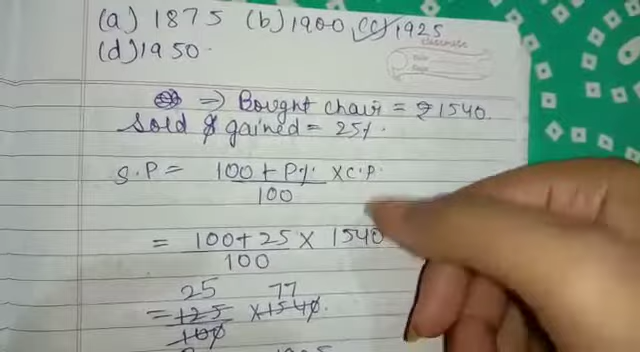 (a) 1875 (b) 1900 (c) 1925
classmate
(d) 1950.
⇒ Bought chair = ₹1540.
Sold & gained = 25%.
S.P = 100 + P% × C.P.
100
= 100 + 25 × 1540
100
25 77
= 125 × 1540.
100